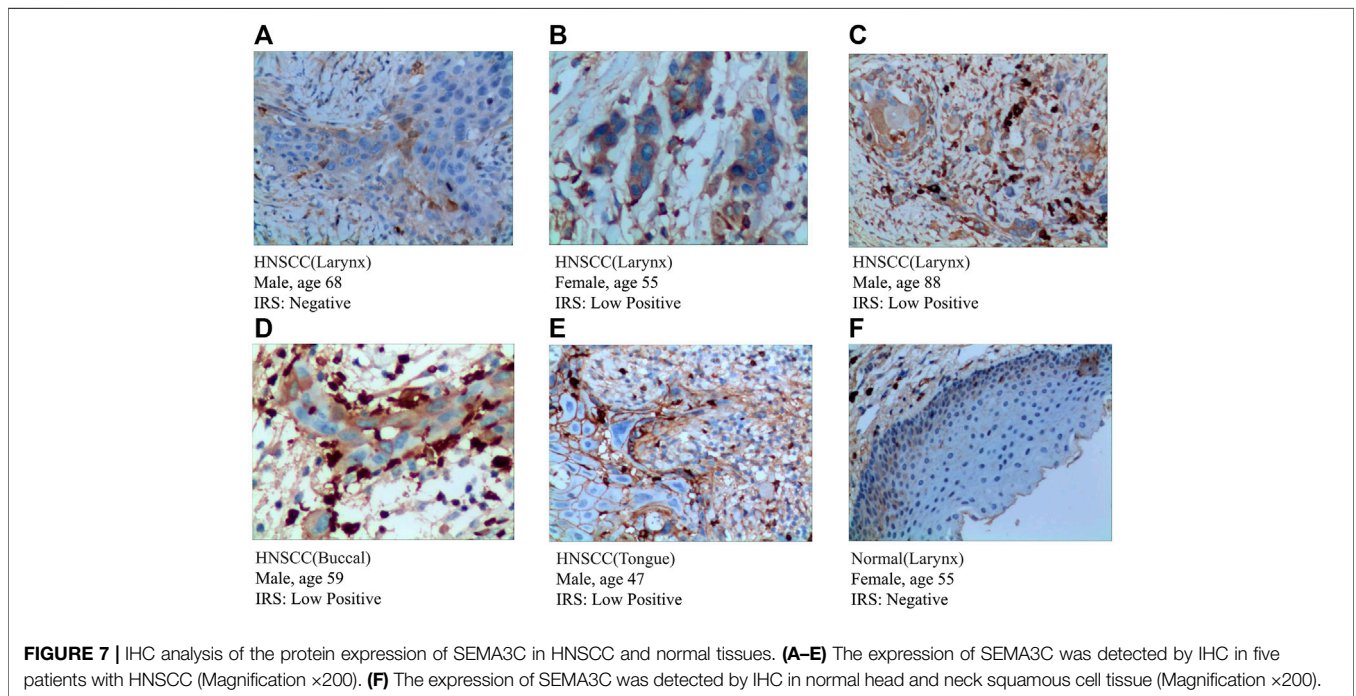 A
B
C
HNSCC(Larynx)
Male, age 68
IRS: Negative
HNSCC(Larynx)
Female, age 55
IRS: Low Positive
HNSCC(Larynx)
Male, age 88
IRS: Low Positive
D
E
F
HNSCC(Buccal)
Male, age 59
IRS: Low Positive
HNSCC(Tongue)
Male, age 47
IRS: Low Positive
Normal(Larynx)
Female, age 55
IRS: Negative
FIGURE 7 | IHC analysis of the protein expression of SEMA3C in HNSCC and normal tissues. (A–E) The expression of SEMA3C was detected by IHC in five
patients with HNSCC (Magnification ×200). (F) The expression of SEMA3C was detected by IHC in normal head and neck squamous cell tissue (Magnification ×200).